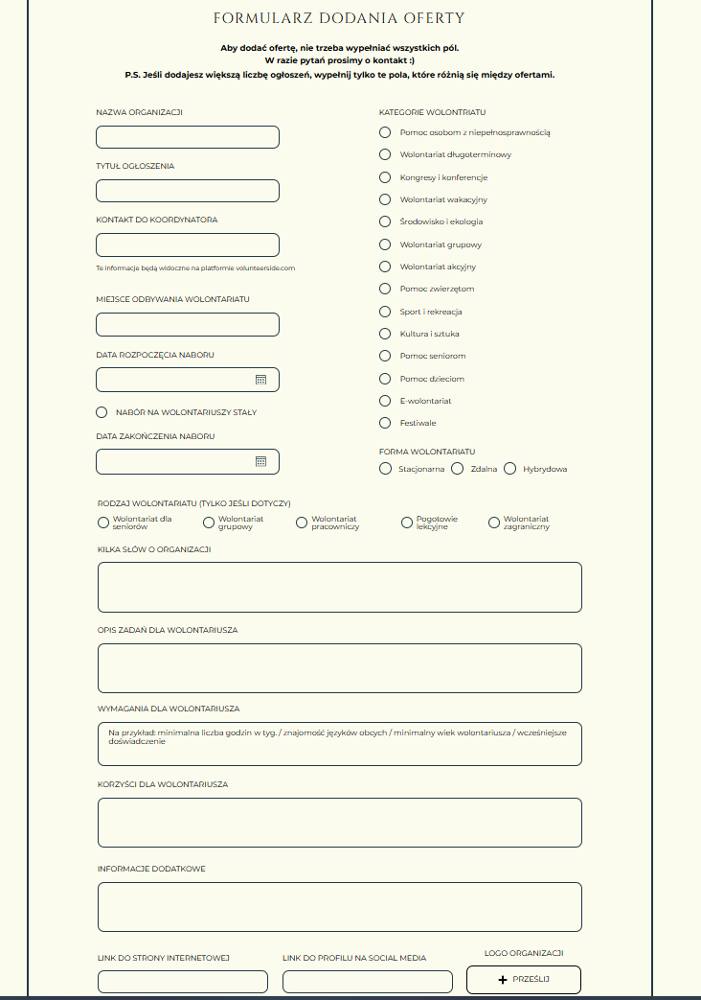 FORMULARZ DODANIA OFERTY
Aby dodać ofertę, nie trzeba wypełniać wszystkich pól.
W razie pytań prosimy o kontakt :)
P.S. Jeśli dodajesz większą liczbę ogłoszeń, wypełnij tylko te pola, które różnią się między ofertami.
NAZWA ORGANIZACJI
TYTUŁ OGŁOSZENIA
KONTAKT DO KOORDYNATORA
Te informacje będą widoczne na platformie volunteerside.com
MIEJSCE ODBYWANIA WOLONTARIATU
DATA ROZPOCZĘCIA NABORU
NABÓR NA WOLONTARIUSZY STAŁY
DATA ZAKOŃCZENIA NABORU
KATEGORIE WOLONTRIATU
Pomoc osobom z niepełnosprawnością
Wolontariat długoterminowy
Kongresy i konferencje
Wolontariat wakacyjny
Środowisko i ekologia
Wolontariat grupowy
Wolontariat akcyjny
Pomoc zwierzętom
Sport i rekreacja
Kultura i sztuka
Pomoc seniorom
Pomoc dzieciom
E-wolontariat
Festiwale
FORMA WOLONTARIATU
Stacjonarna Zdalna Hybrydowa
RODZAJ WOLONTARIATU (TYLKO JEŚLI DOTYCZY)
Wolontariat dla
seniorów
Wolontariat
grupowy
Wolontariat
pracowniczy
Pogotowie
lekcyjne
Wolontariat
zagraniczny
KILKA SŁÓW O ORGANIZACJI
OPIS ZADAŃ DLA WOLONTARIUSZA
WYMAGANIA DLA WOLONTARIUSZA
Na przykład: minimalna liczba godzin w tyg. / znajomość języków obcych / minimalny wiek wolontariusza / wcześniejsze
doświadczenie
KORZYŚCI DLA WOLONTARIUSZA
INFORMACJE DODATKOWE
LINK DO STRONY INTERNETOWEJ
LINK DO PROFILU NA SOCIAL MEDIA
LOGO ORGANIZACJI
+ PRZEŚLIJ